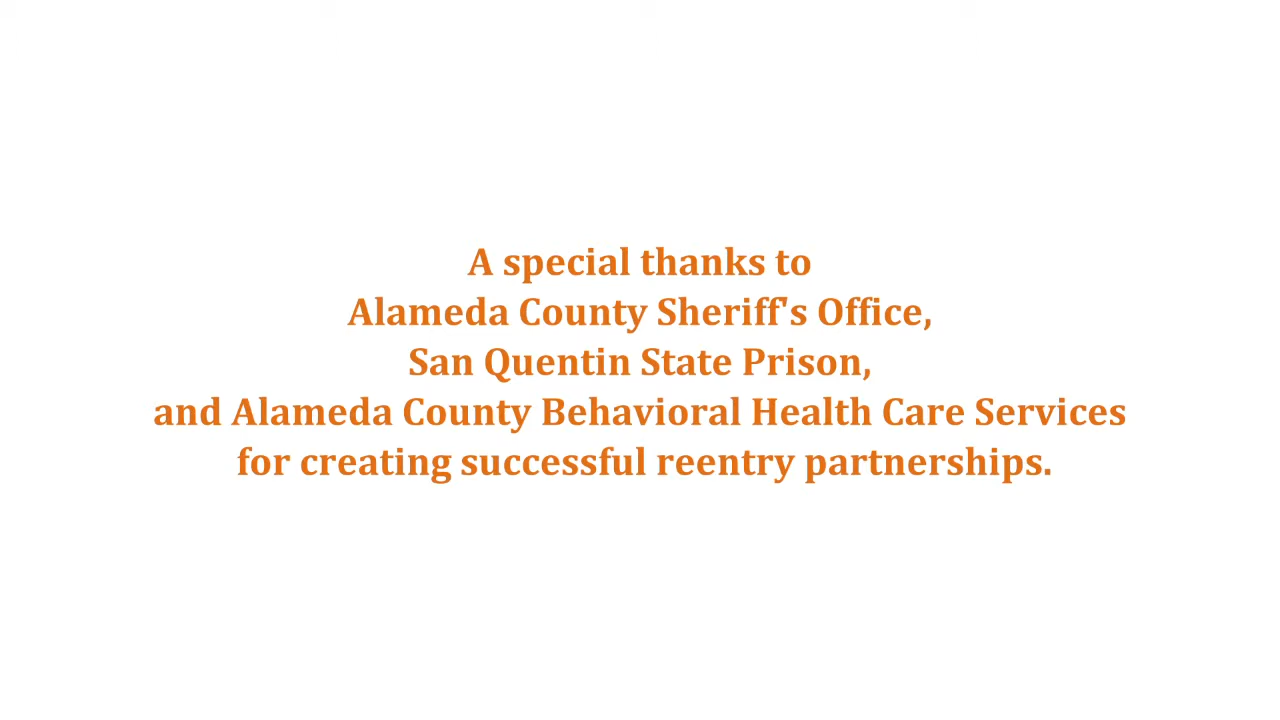 A special thanks to
Alameda County Sheriff's Office,
San Quentin State Prison,
and Alameda County Behavioral Health Care Services
for creating successful reentry partnerships.